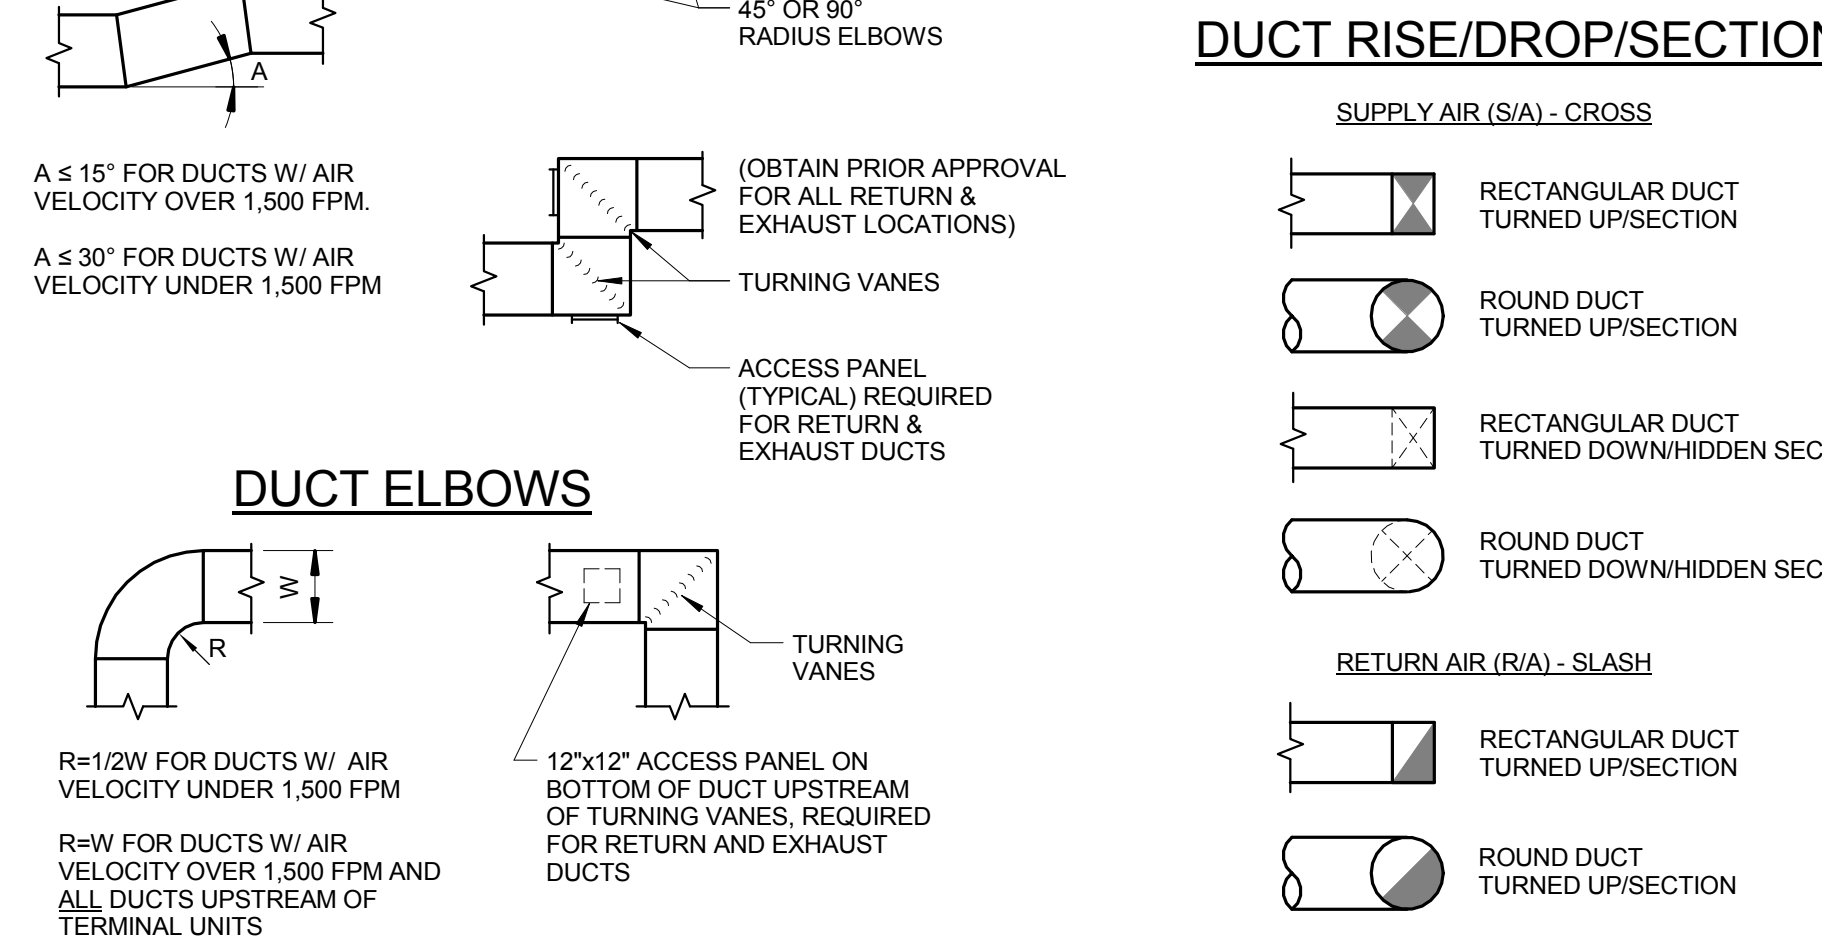 45° OR 90°
RADIUS ELBOWS
A
A ≤ 15° FOR DUCTS W/ AIR
VELOCITY OVER 1,500 FPM.
A ≤ 30° FOR DUCTS W/ AIR
VELOCITY UNDER 1,500 FPM
(OBTAIN PRIOR APPROVAL
FOR ALL RETURN &
EXHAUST LOCATIONS)
TURNING VANES
ACCESS PANEL
(TYPICAL) REQUIRED
FOR RETURN &
EXHAUST DUCTS
DUCT ELBOWS
W
R
R=1/2W FOR DUCTS W/ AIR
VELOCITY UNDER 1,500 FPM
R=W FOR DUCTS W/ AIR
VELOCITY OVER 1,500 FPM AND
ALL DUCTS UPSTREAM OF
TERMINAL UNITS
TURNING
VANES
12"x12" ACCESS PANEL ON
BOTTOM OF DUCT UPSTREAM
OF TURNING VANES, REQUIRED
FOR RETURN AND EXHAUST
DUCTS
DUCT RISE/DROP/SECTION
SUPPLY AIR (S/A) - CROSS
RECTANGULAR DUCT
TURNED UP/SECTION
ROUND DUCT
TURNED UP/SECTION
RECTANGULAR DUCT
TURNED DOWN/HIDDEN SEC
ROUND DUCT
TURNED DOWN/HIDDEN SEC
RETURN AIR (R/A) - SLASH
RECTANGULAR DUCT
TURNED UP/SECTION
ROUND DUCT
TURNED UP/SECTION